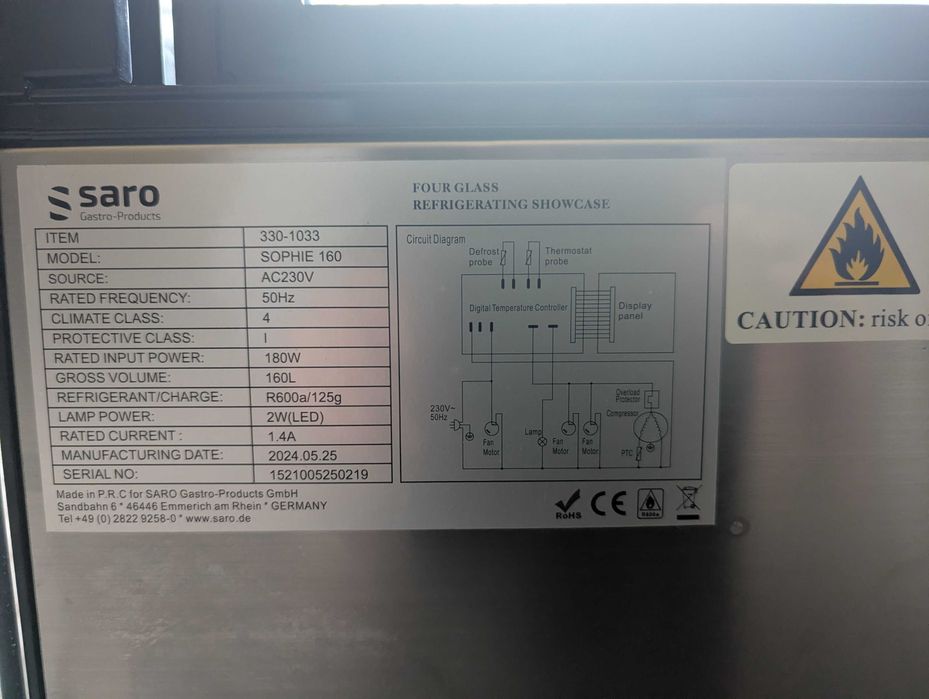 saro
Gastro-Products
FOUR GLASS
REFRIGERATING SHOWCASE
ITEM 330-1033
MODEL: SOPHIE 160
SOURCE: AC230V
RATED FREQUENCY: 50Hz
CLIMATE CLASS: 4
PROTECTIVE CLASS: I
RATED INPUT POWER: 180W
GROSS VOLUME: 160L
REFRIGERANT/CHARGE: R600a/125g
LAMP POWER: 2W(LED)
RATED CURRENT : 1.4A
MANUFACTURING DATE: 2024.05.25
SERIAL NO: 1521005250219
Made in P.R.C for SARO Gastro-Products GmbH
Sandbahn 6 * 46446 Emmerich am Rhein * GERMANY
Tel +49 (0) 2822 9258-0 * www.saro.de
Circuit Diagram
Defrost
probe
Thermostat
probe
Digital Temperature Controller
Display
panel
230V~
50Hz
Fan
Motor
Lamp
Fan
Motor
Fan
Motor
Overload
Protector
Compressor
PTC
RoHS
CE
R600a
CAUTION: risk o